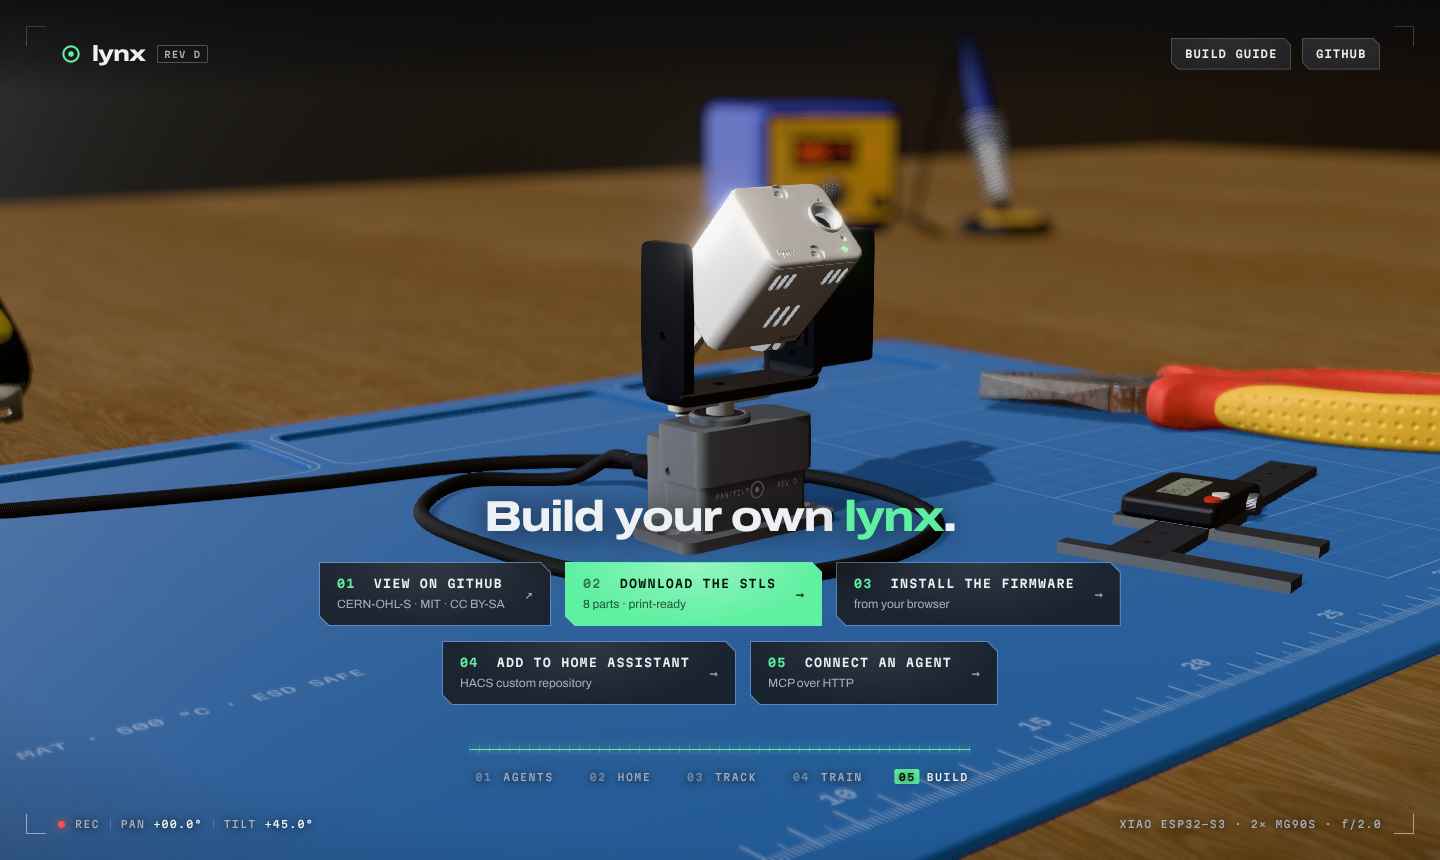 lynx REV D
BUILD GUIDE GITHUB
PAN/TILT REV D
Build your own lynx.
01 VIEW ON GITHUB ↗
CERN-OHL-S · MIT · CC BY-SA
02 DOWNLOAD THE STLS →
8 parts · print-ready
03 INSTALL THE FIRMWARE →
from your browser
04 ADD TO HOME ASSISTANT →
HACS custom repository
05 CONNECT AN AGENT →
MCP over HTTP
MAT · 500 °C · ESD SAFE
25
20
15
10
01 AGENTS 02 HOME 03 TRACK 04 TRAIN 05 BUILD
REC PAN +00.0° TILT +45.0°
XIAO ESP32-S3 · 2× MG90S · f/2.0